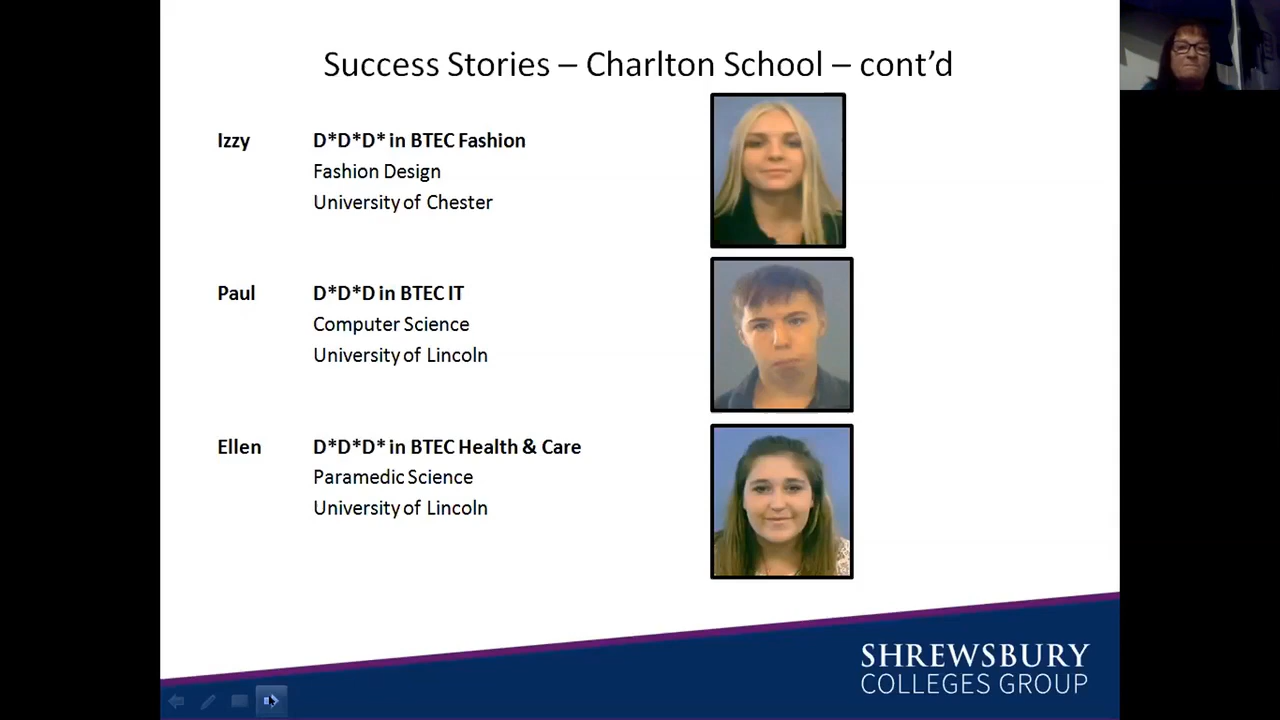 Success Stories – Charlton School – cont’d
Izzy D*D*D* in BTEC Fashion
Fashion Design
University of Chester
Paul D*D*D in BTEC IT
Computer Science
University of Lincoln
Ellen D*D*D* in BTEC Health & Care
Paramedic Science
University of Lincoln
SHREWSBURY
COLLEGES GROUP